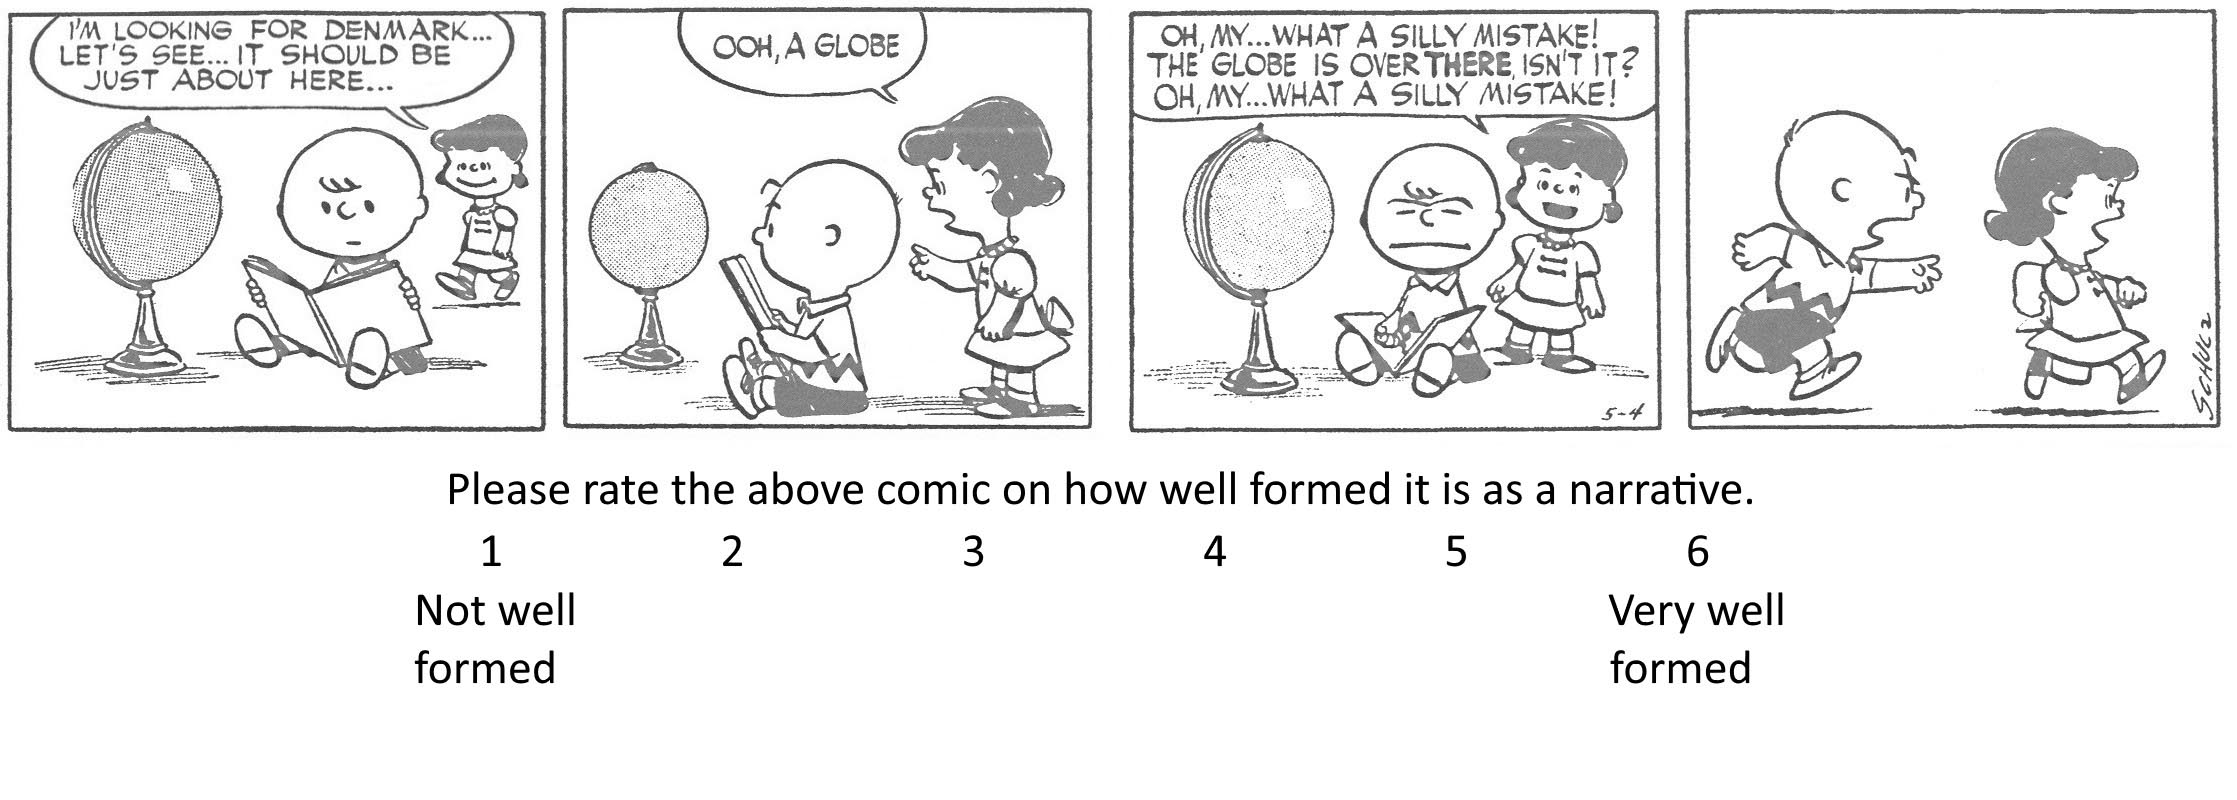 I'M LOOKING FOR DENMARK...
LET'S SEE... IT SHOULD BE
JUST ABOUT HERE...
OOH, A GLOBE
OH, MY...WHAT A SILLY MISTAKE!
THE GLOBE IS OVER THERE, ISN'T IT?
OH, MY...WHAT A SILLY MISTAKE!
5-4
SCHULZ
Please rate the above comic on how well formed it is as a narrative.
1 2 3 4 5 6
Not well
formed
Very well
formed